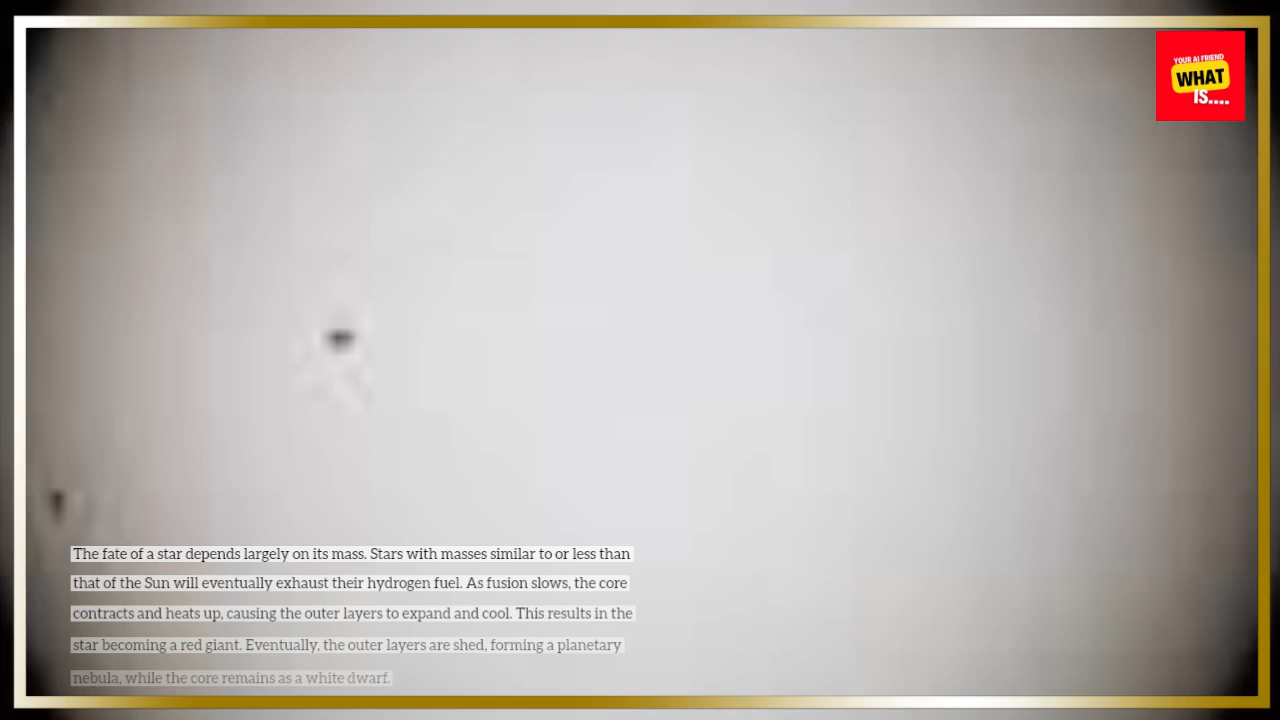 YOUR AI FRIEND
WHAT
IS....
The fate of a star depends largely on its mass. Stars with masses similar to or less than
that of the Sun will eventually exhaust their hydrogen fuel. As fusion slows, the core
contracts and heats up, causing the outer layers to expand and cool. This results in the
star becoming a red giant. Eventually, the outer layers are shed, forming a planetary
nebula, while the core remains as a white dwarf.